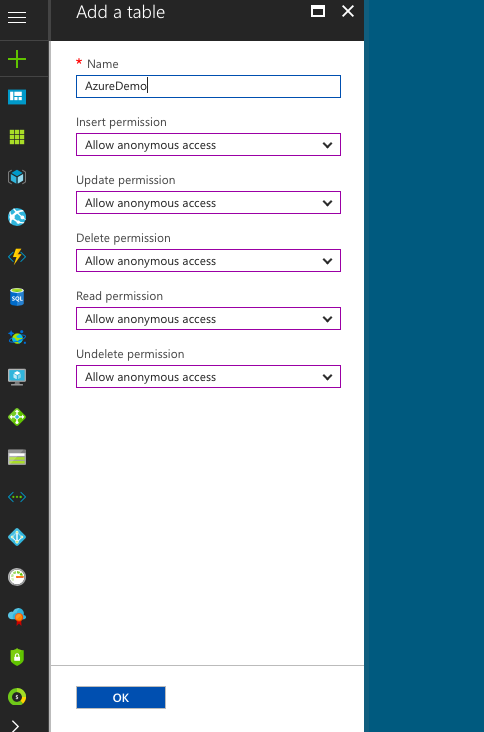 Add a table
* Name
AzureDemo
Insert permission
Allow anonymous access
Update permission
Allow anonymous access
Delete permission
Allow anonymous access
Read permission
Allow anonymous access
Undelete permission
Allow anonymous access
SQL
OK